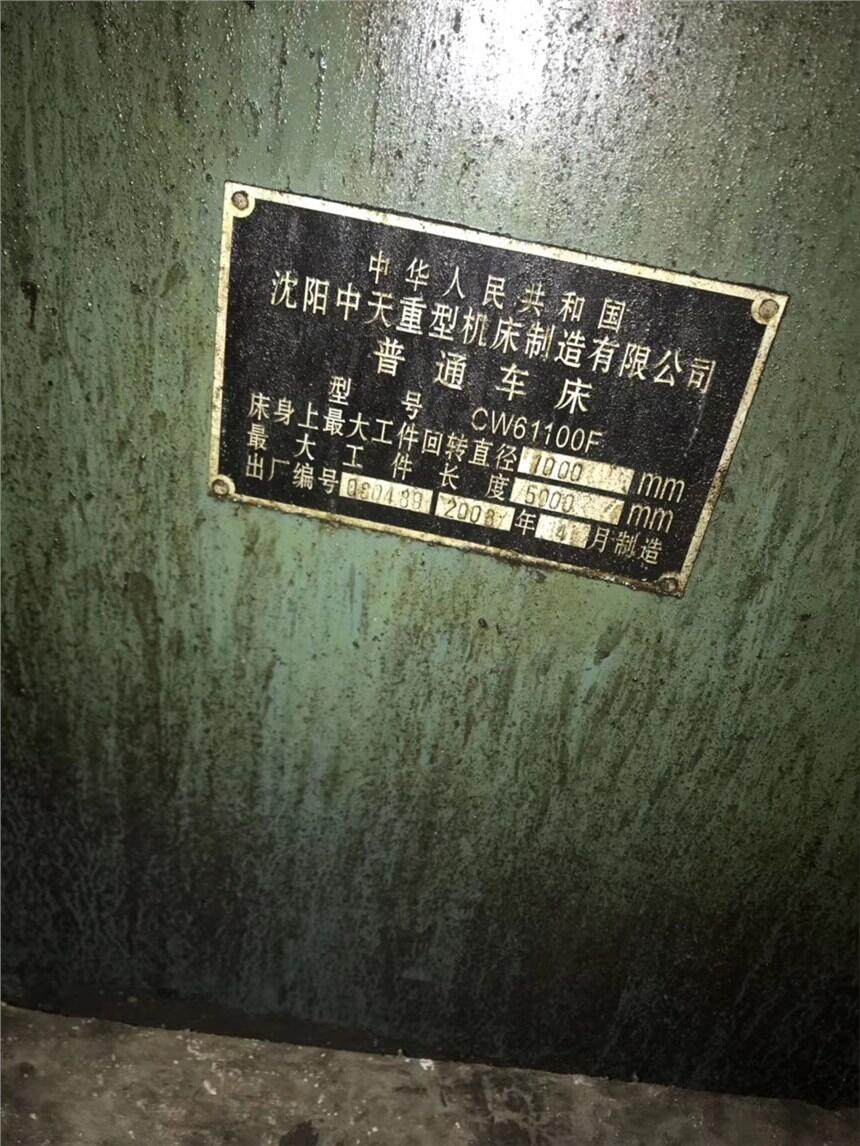 中华人民共和国
沈阳中天重型机床制造有限公司
普通车床
型号 CW61100F
床身上最大工件回转直径 1000 mm
最大工件长度 5000 mm
出厂编号 080489 2008 年 4 月制造